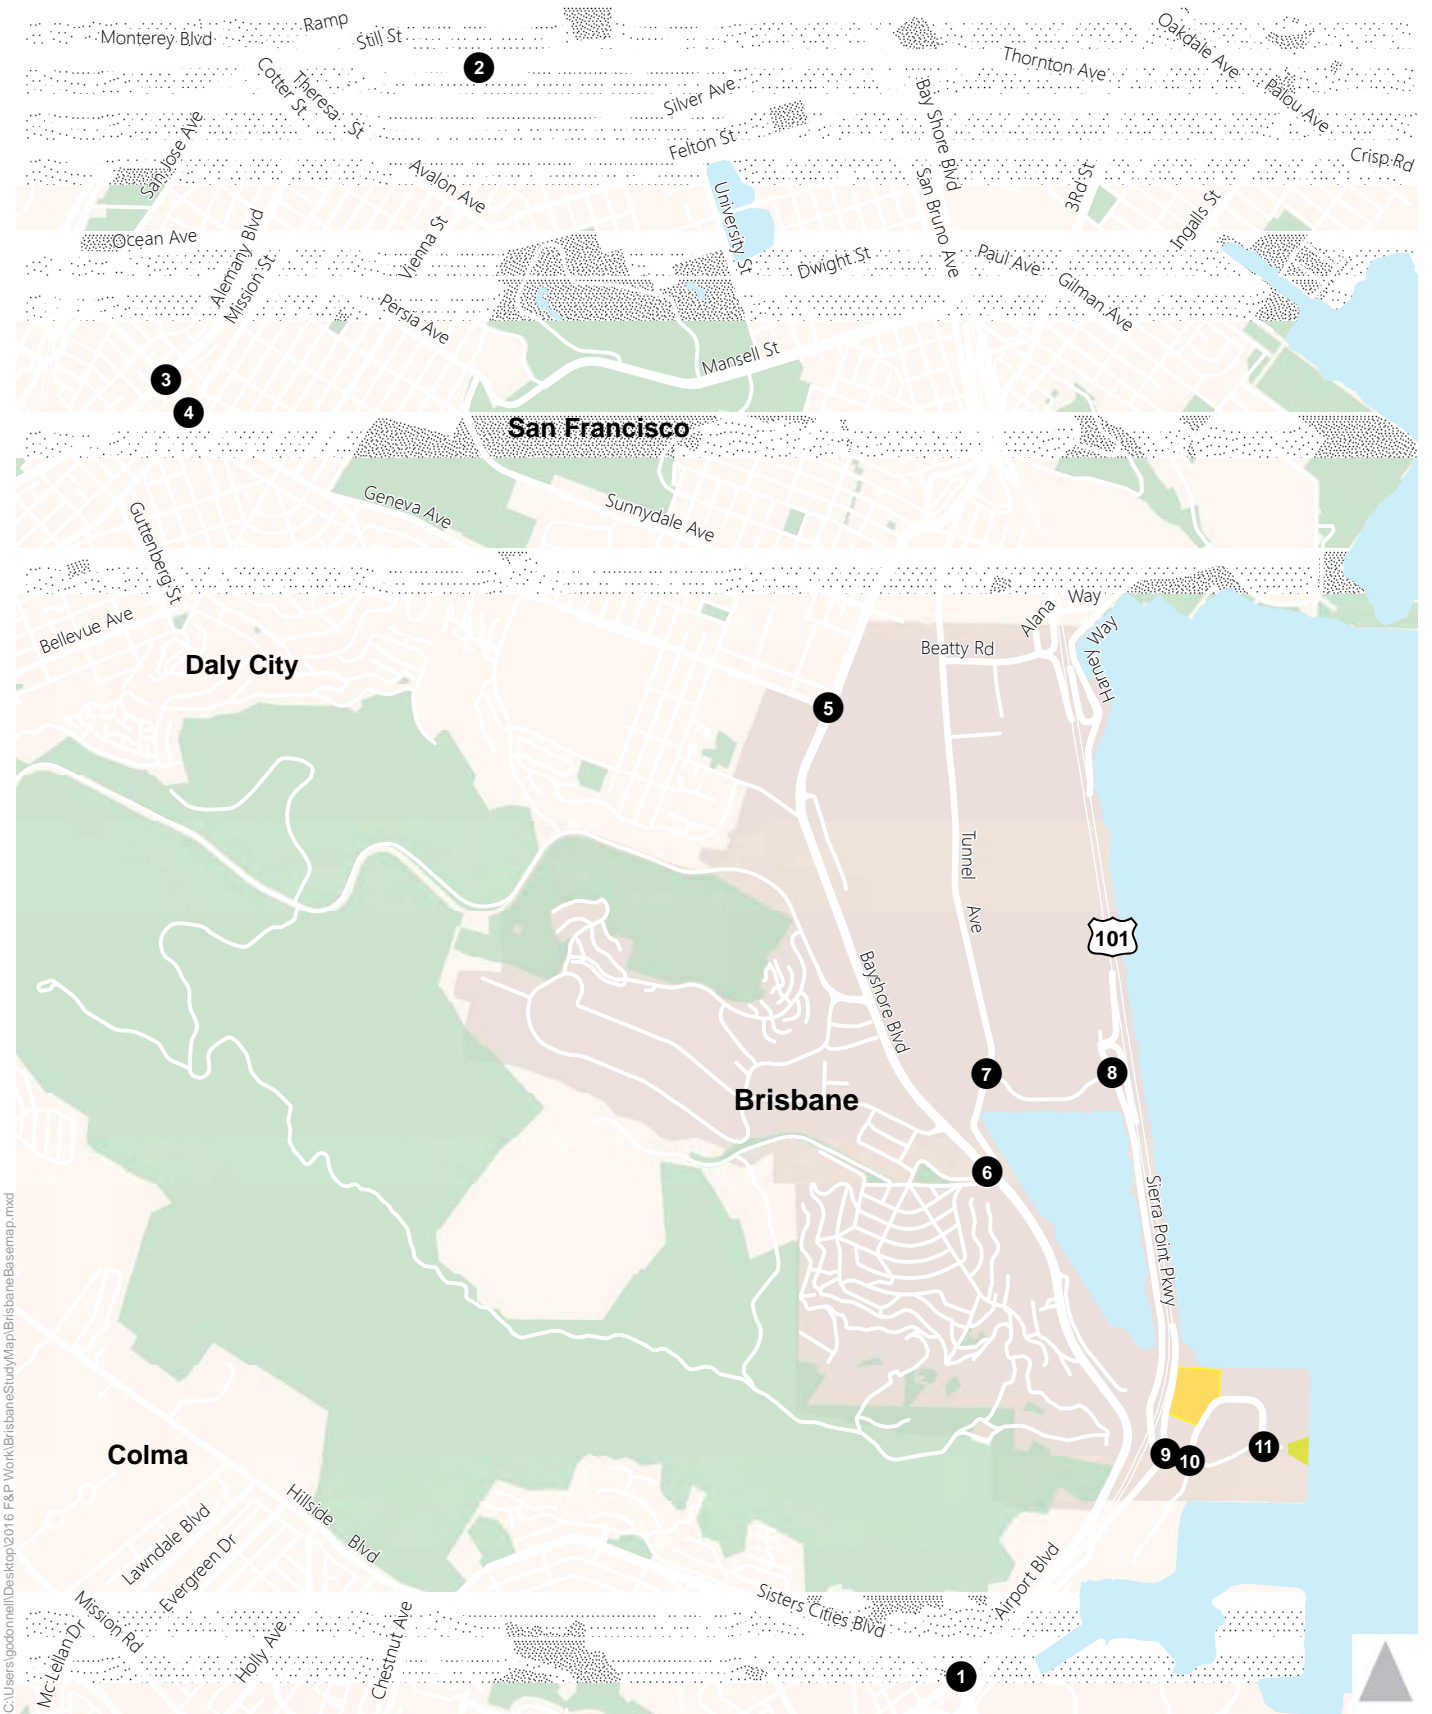 Ramp
Monterey Blvd
Still St
Oakdale Ave
Thornton Ave
2
Cotter St
Theresa St
Silver Ave
Bay Shore Blvd
Palou Ave
San Jose Ave
Felton St
Crisp Rd
Avalon Ave
University St
San Bruno Ave
3Rd St
Ingalls St
Ocean Ave
Alemany Blvd
Mission St
Vienna St
Dwight St
Paul Ave
Gilman Ave
Persia Ave
Mansell St
3
4
San Francisco
Geneva Ave
Sunnydale Ave
Guttenberg St
Bellevue Ave
Alana Way
Harney Way
Beatty Rd
Daly City
5
Tunnel Ave
101
Bayshore Blvd
7
8
Brisbane
6
Sierra Point Pkwy
Colma
9
10
11
Hillside Blvd
Lawndale Blvd
Evergreen Dr
Airport Blvd
Sisters Cities Blvd
Mission Rd
McLellan Dr
Holly Ave
Chestnut Ave
1
C:\Users\godonnell\Desktop\2016 F&P Work\BrisbaneStudyMap\BrisbaneBasemap.mxd